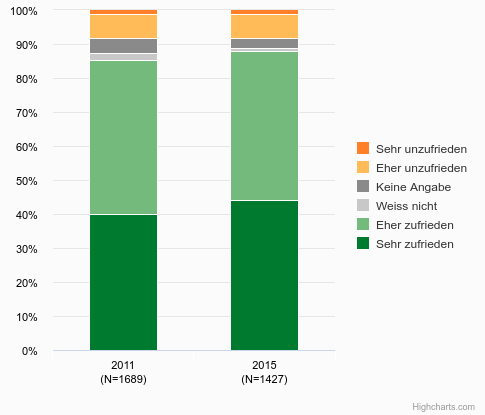 100%
90%
80%
70%
60%
50%
40%
30%
20%
10%
0%
2011
(N=1689)
2015
(N=1427)
Sehr unzufrieden
Eher unzufrieden
Keine Angabe
Weiss nicht
Eher zufrieden
Sehr zufrieden
Highcharts.com